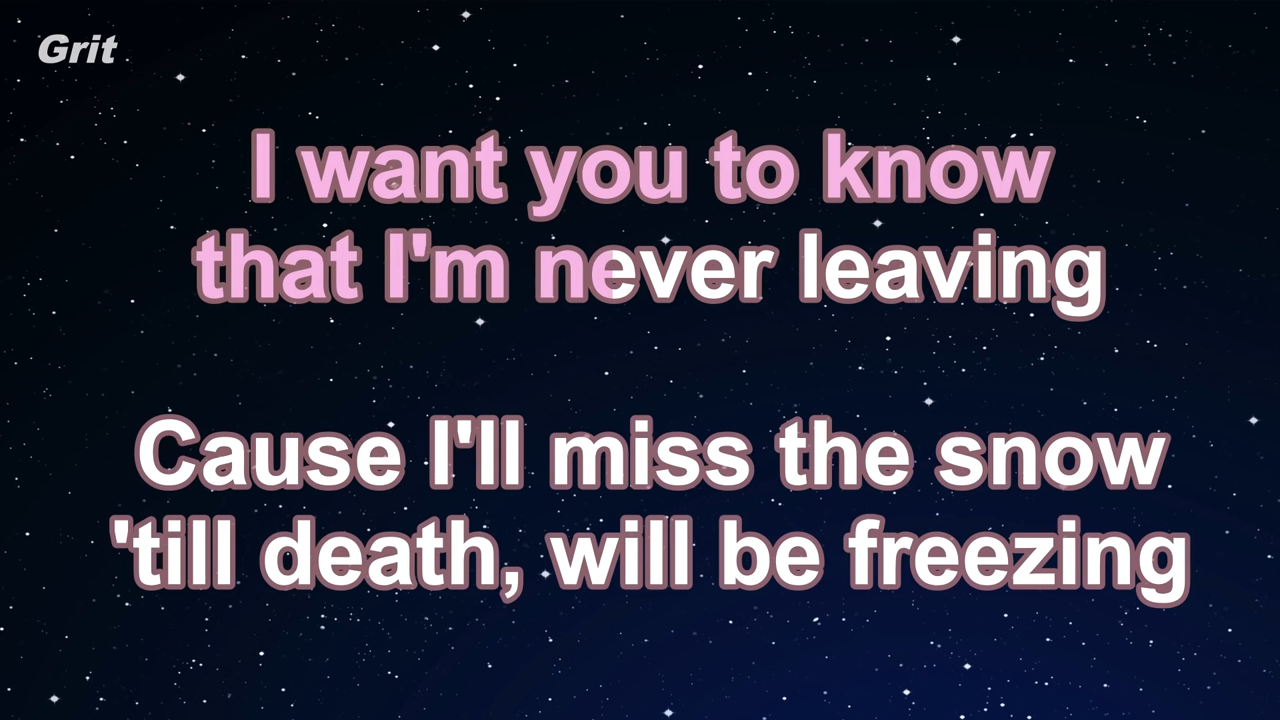 Grit
I want you to know
that I'm never leaving
Cause I'll miss the snow
'till death, will be freezing